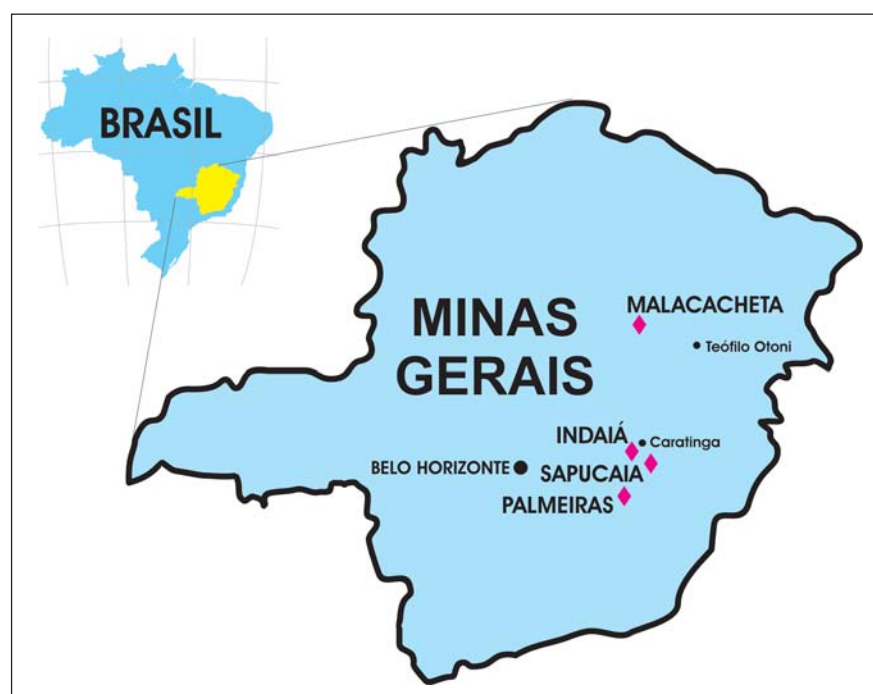 BRASIL
MINAS
GERAIS
MALACACHETA
Teófilo Otoni
INDAIÁ
Caratinga
BELO HORIZONTE
SAPUCAIA
PALMEIRAS